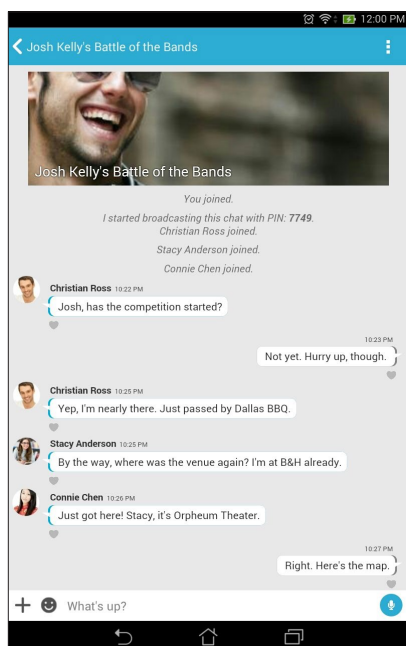 12:00 PM
Josh Kelly's Battle of the Bands
Josh Kelly's Battle of the Bands
You joined.
I started broadcasting this chat with PIN: 7749.
Christian Ross joined.
Stacy Anderson joined.
Connie Chen joined.
Christian Ross 10:22 PM
Josh, has the competition started?
10:23 PM
Not yet. Hurry up, though.
Christian Ross 10:25 PM
Yep, I'm nearly there. Just passed by Dallas BBQ.
Stacy Anderson 10:25 PM
By the way, where was the venue again? I'm at B&H already.
Connie Chen 10:26 PM
Just got here! Stacy, it's Orpheum Theater.
10:27 PM
Right. Here's the map.
What's up?